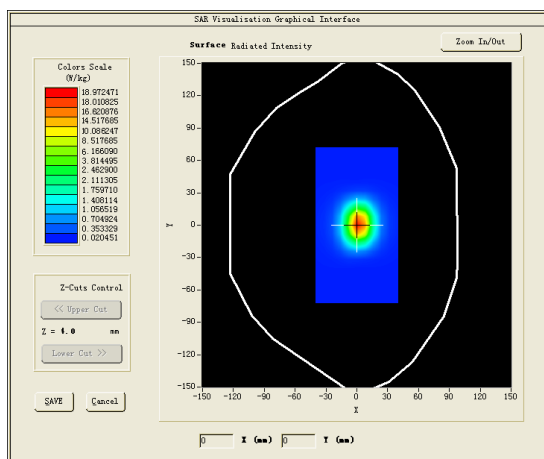 SAR Visualisation Graphical Interface
Surface Radiated Intensity
Zoom In/Out
Colors Scale
(W/kg)
18.972471
18.010825
16.620876
14.517685
10.086247
8.517685
6.166090
3.814495
2.462900
2.111305
1.759710
1.408114
1.056519
0.704924
0.353329
0.020451
150
120
90
60
30
0
-30
-60
-90
-120
-150
Y
-150 -120 -90 -60 -30 0 30 60 90 120 150
X
Z-Cuts Control
<< Upper Cut
Z = 4.0 mm
Lower Cut >>
SAVE Cancel
0 X (mm) 0 Y (mm)